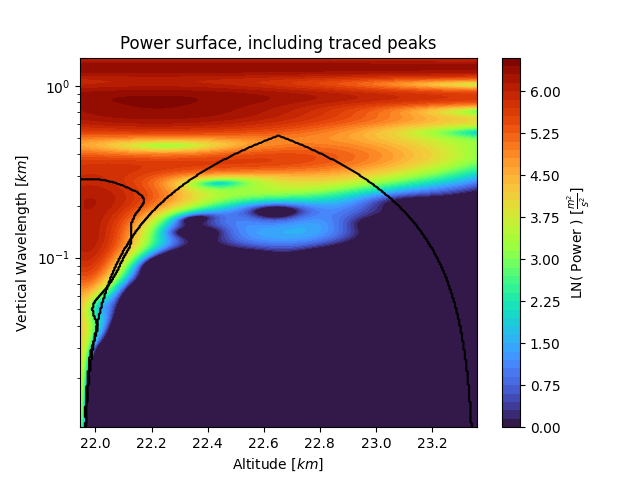 Power surface, including traced peaks
10⁰
10⁻¹
Vertical Wavelength [km]
22.0 22.2 22.4 22.6 22.8 23.0 23.2
Altitude [km]
6.00
5.25
4.50
3.75
3.00
2.25
1.50
0.75
0.00
LN( Power ) [m²/s²]